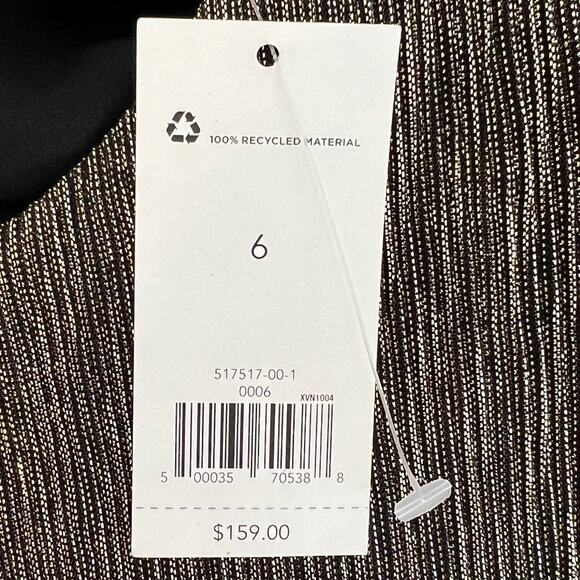 100% RECYCLED MATERIAL
6
517517-00-1
0006
XVN1004
5 00035 70538 8
$159.00